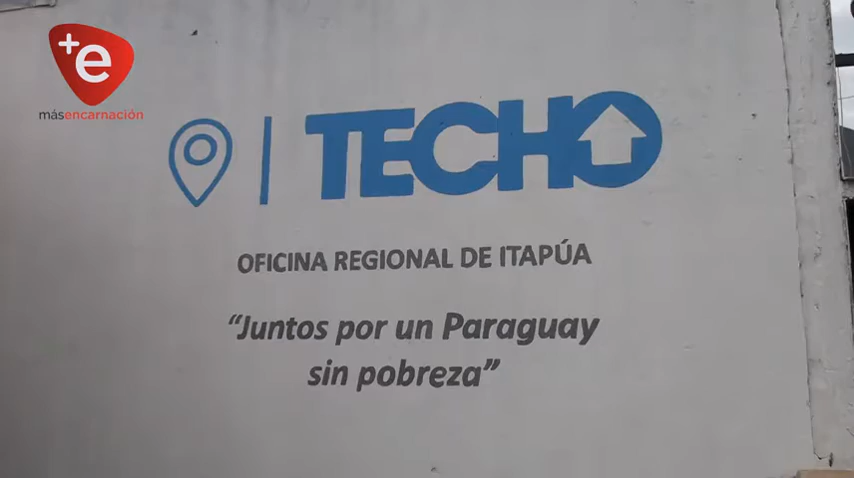 +e
másencarnación
TECHO
OFICINA REGIONAL DE ITAPÚA
“Juntos por un Paraguay
sin pobreza”